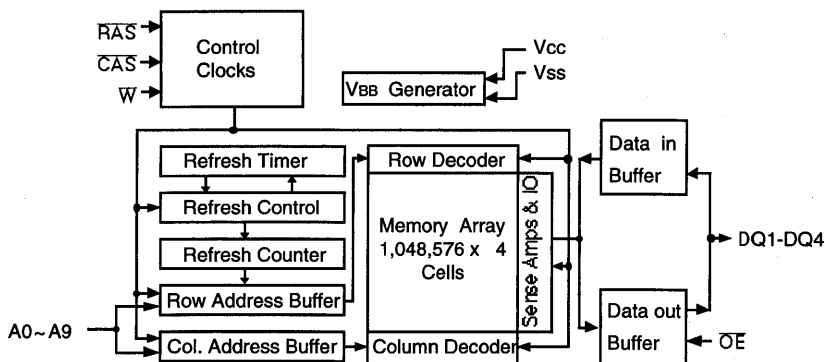 RAS
CAS
W
Control
Clocks
Vcc
Vss
VBB Generator
Refresh Timer
Refresh Control
Refresh Counter
Row Address Buffer
Col. Address Buffer
A0~A9
Row Decoder
Memory Array
1,048,576 x 4
Cells
Column Decoder
Sense Amps & IO
Data in
Buffer
DQ1-DQ4
Data out
Buffer
OE